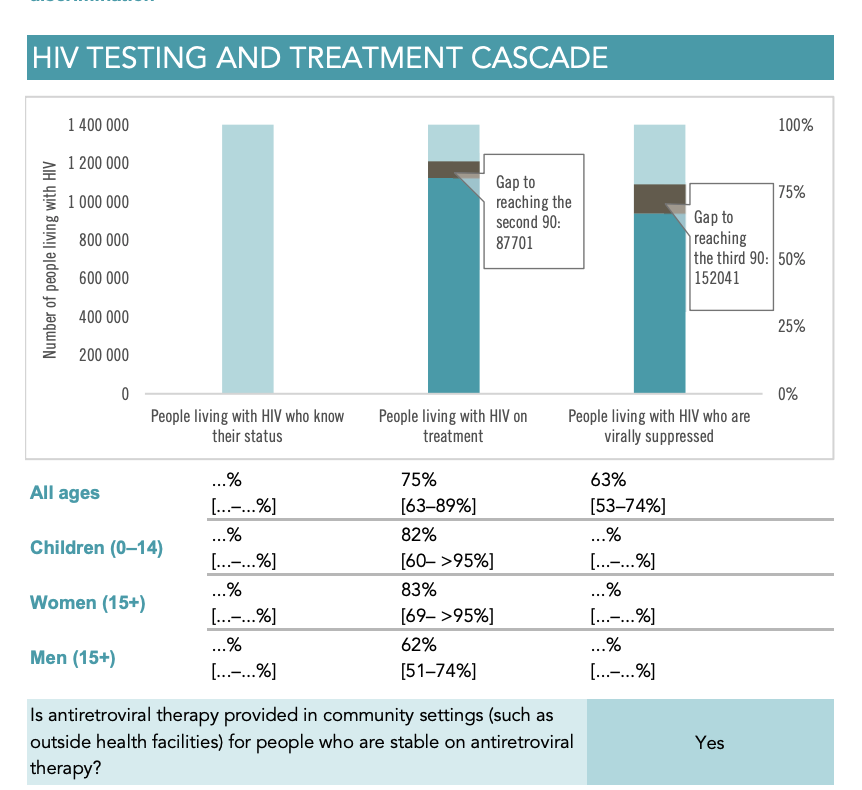 discrimination
HIV TESTING AND TREATMENT CASCADE
Number of people living with HIV
1 400 000
1 200 000
1 000 000
800 000
600 000
400 000
200 000
0
100%
75%
50%
25%
0%
Gap to
reaching the
second 90:
87701
Gap to
reaching
the third 90:
152041
People living with HIV who know
their status
People living with HIV on
treatment
People living with HIV who are
virally suppressed
All ages
...% 75% 63%
[...–...%] [63–89%] [53–74%]
Children (0–14)
...% 82% ...%
[...–...%] [60– >95%] [...–...%]
Women (15+)
...% 83% ...%
[...–...%] [69– >95%] [...–...%]
Men (15+)
...% 62% ...%
[...–...%] [51–74%] [...–...%]
Is antiretroviral therapy provided in community settings (such as
outside health facilities) for people who are stable on antiretroviral
therapy?
Yes